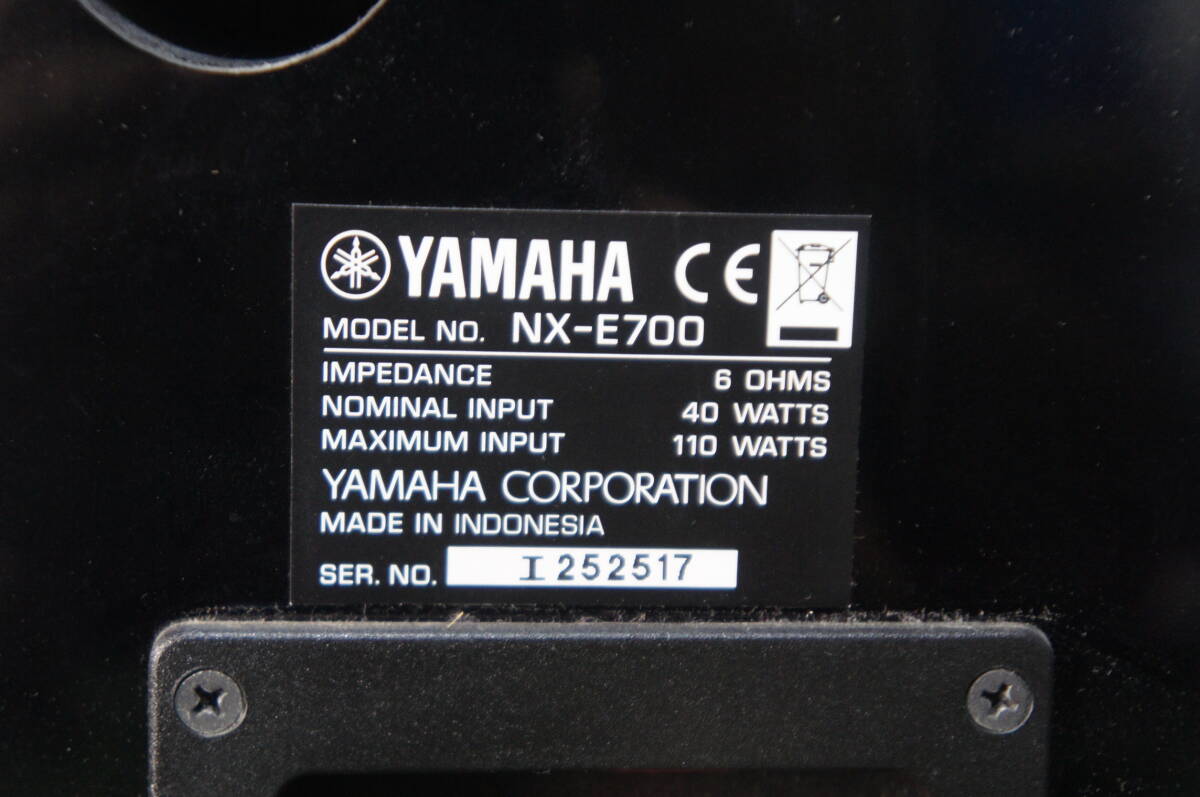 YAMAHA CE
MODEL NO. NX-E700
IMPEDANCE 6 OHMS
NOMINAL INPUT 40 WATTS
MAXIMUM INPUT 110 WATTS
YAMAHA CORPORATION
MADE IN INDONESIA
SER. NO. I 252517